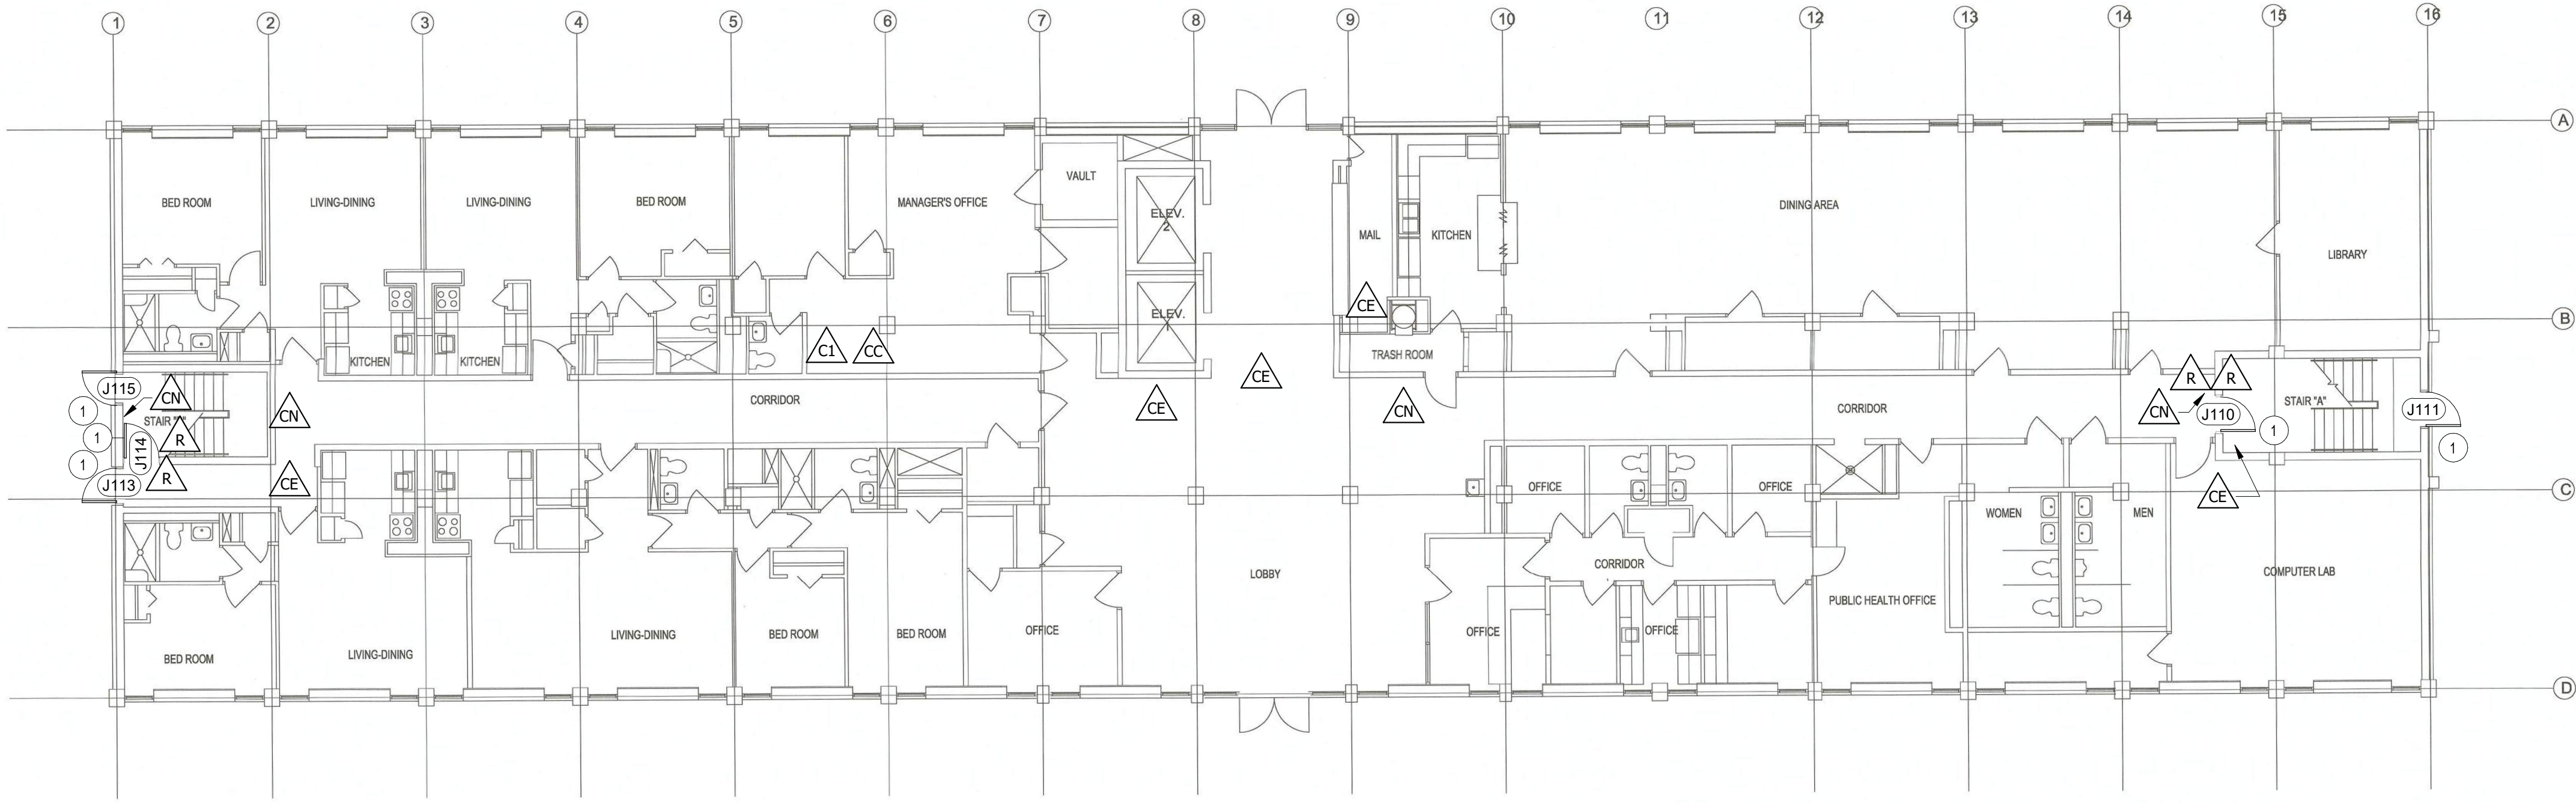 1 2 3 4 5 6 7 8 9 10 11 12 13 14 15 16
A
VAULT
BED ROOM
LIVING-DINING
LIVING-DINING
BED ROOM
MANAGER'S OFFICE
ELEV.
2
DINING AREA
MAIL
KITCHEN
LIBRARY
CE
B
ELEV.
1
C1
CC
KITCHEN
KITCHEN
TRASH ROOM
CE
R
R
J115
CN
CORRIDOR
CE
CN
CORRIDOR
CN
J110
STAIR "A"
J111
1
CN
STAIR "
R
1
J114
1
1
1
R
J113
CE
OFFICE
OFFICE
CE
C
WOMEN
MEN
CORRIDOR
LOBBY
COMPUTER LAB
PUBLIC HEALTH OFFICE
BED ROOM
LIVING-DINING
LIVING-DINING
BED ROOM
BED ROOM
OFFICE
OFFICE
OFFICE
D